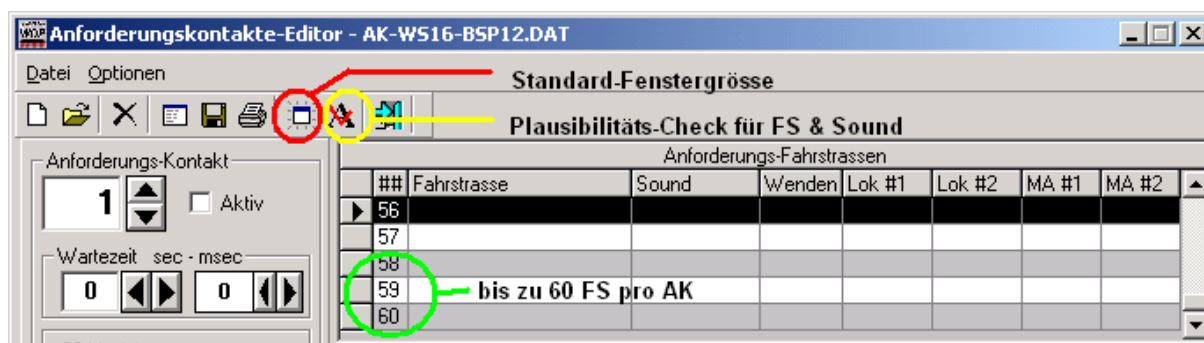 Anforderungskontakte-Editor - AK-WS16-BSP12.DAT
Datei Optionen
Standard-Fenstergrösse
Plausibilitäts-Check für FS & Sound
Anforderungs-Kontakt
1
Aktiv
Wartezeit sec - msec
0 0
Anforderungs-Fahrstrassen
## Fahrstrasse Sound Wenden Lok #1 Lok #2 MA #1 MA #2
56
57
58
59 bis zu 60 FS pro AK
60